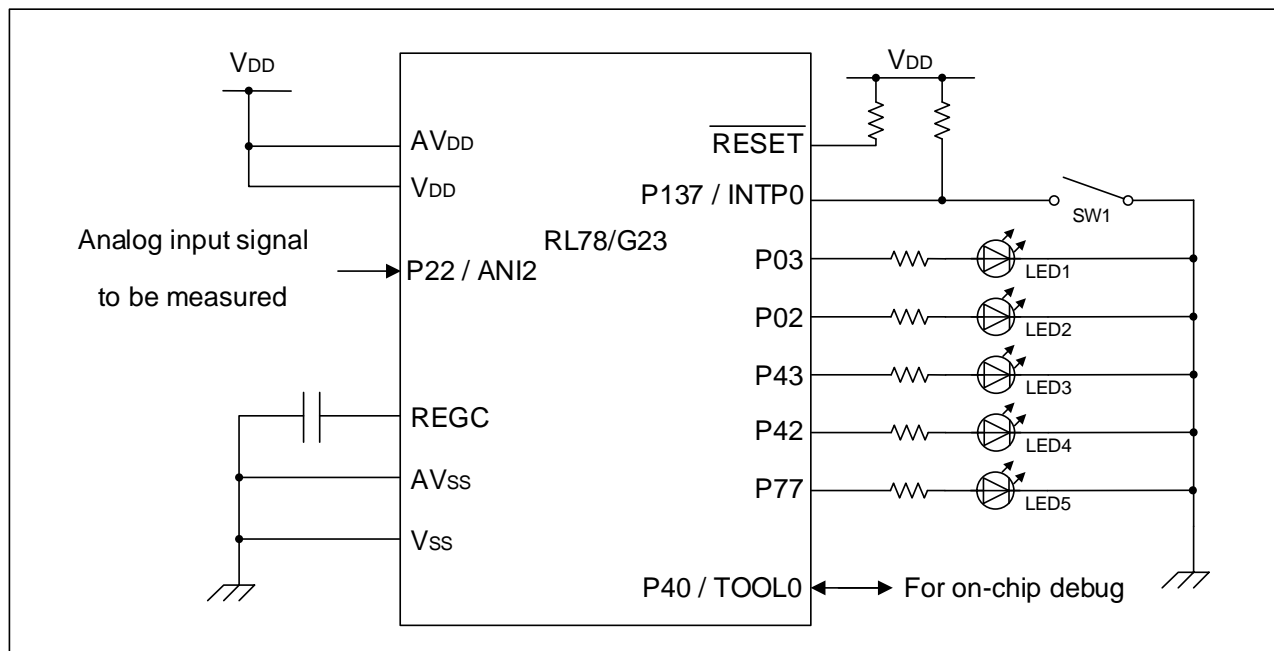 VDD
AVDD
VDD
Analog input signal
to be measured
P22 / ANI2
REGC
AVSS
VSS
RL78/G23
VDD
RESET
P137 / INTP0
SW1
P03
LED1
P02
LED2
P43
LED3
P42
LED4
P77
LED5
P40 / TOOL0
For on-chip debug